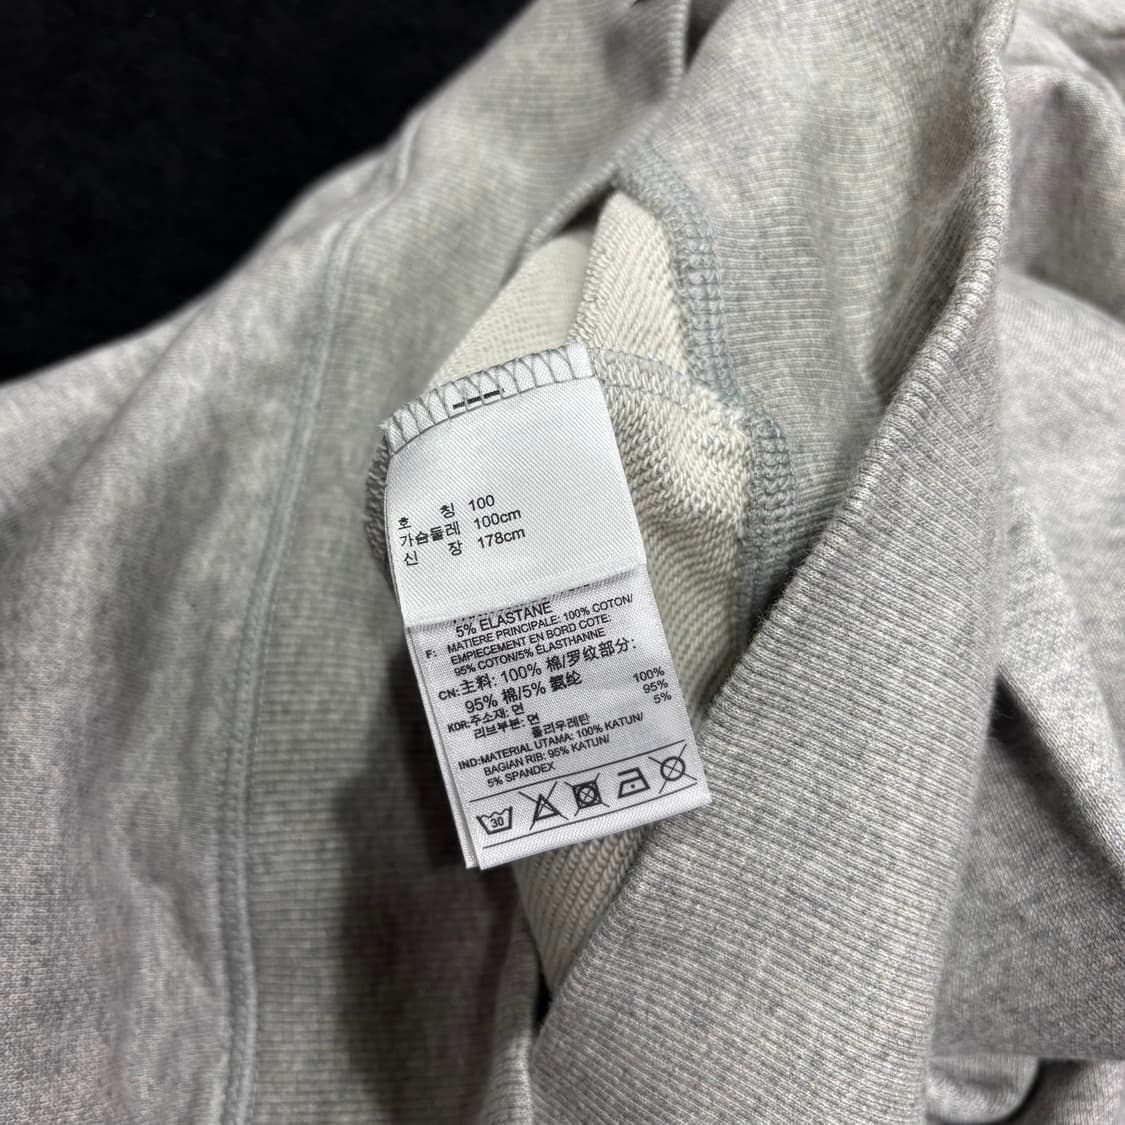 호 칭 100
가슴둘레 100cm
신 장 178cm
5% ELASTANE
F: MATIERE PRINCIPALE: 100% COTON/
EMPIECEMENT EN BORD COTE:
95% COTON/5% ÉLASTHANNE
CN:主料: 100% 棉/罗纹部分:
95% 棉/5% 氨纶
KOR:주소재: 면 100%
리브부분: 면 95%
폴리우레탄 5%
IND:MATERIAL UTAMA: 100% KATUN/
BAGIAN RIB: 95% KATUN/
5% SPANDEX
30